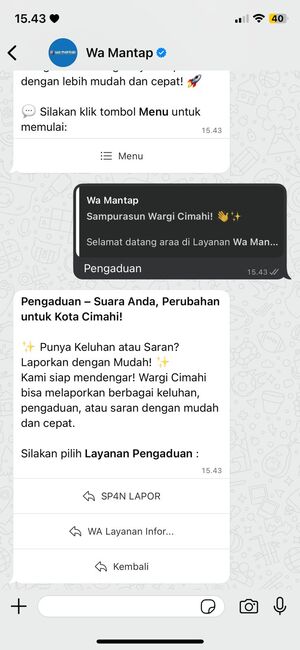 15.43
40
Wa Mantap
dengan lebih mudah dan cepat! 🚀
💬 Silakan klik tombol Menu untuk
memulai:
15.43
Menu
Wa Mantap
Sampurasun Wargi Cimahi! 👋✨
Selamat datang araa di Layanan Wa Man...
Pengaduan
15.43
Pengaduan – Suara Anda, Perubahan
untuk Kota Cimahi!
✨ Punya Keluhan atau Saran?
Laporkan dengan Mudah! ✨
Kami siap mendengar! Wargi Cimahi
bisa melaporkan berbagai keluhan,
pengaduan, atau saran dengan mudah
dan cepat.
Silakan pilih Layanan Pengaduan :
15.43
SP4N LAPOR
WA Layanan Infor...
Kembali